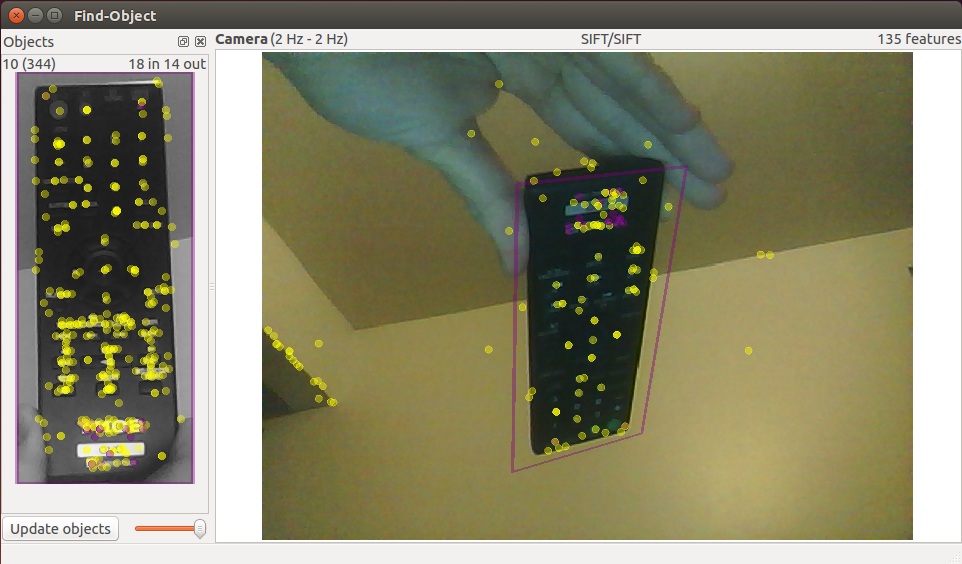 Find-Object
Objects
Camera (2 Hz - 2 Hz) SIFT/SIFT 135 features
10 (344) 18 in 14 out
Update objects